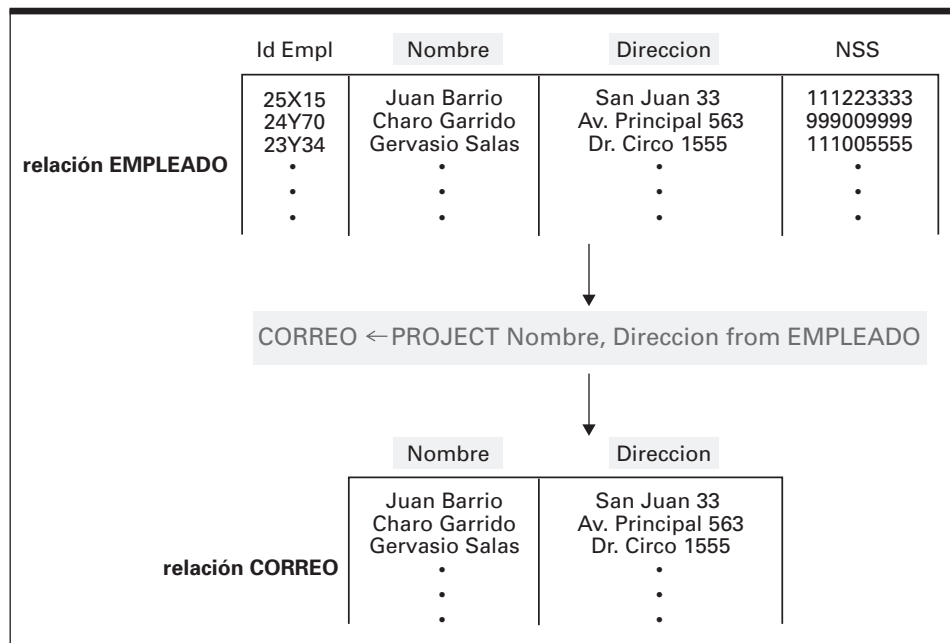 Id Empl Nombre Direccion NSS
25X15 Juan Barrio San Juan 33 111223333
24Y70 Charo Garrido Av. Principal 563 999009999
23Y34 Gervasio Salas Dr. Circo 1555 111005555
relación EMPLEADO
CORREO ←PROJECT Nombre, Direccion from EMPLEADO
Nombre Direccion
Juan Barrio San Juan 33
Charo Garrido Av. Principal 563
Gervasio Salas Dr. Circo 1555
relación CORREO